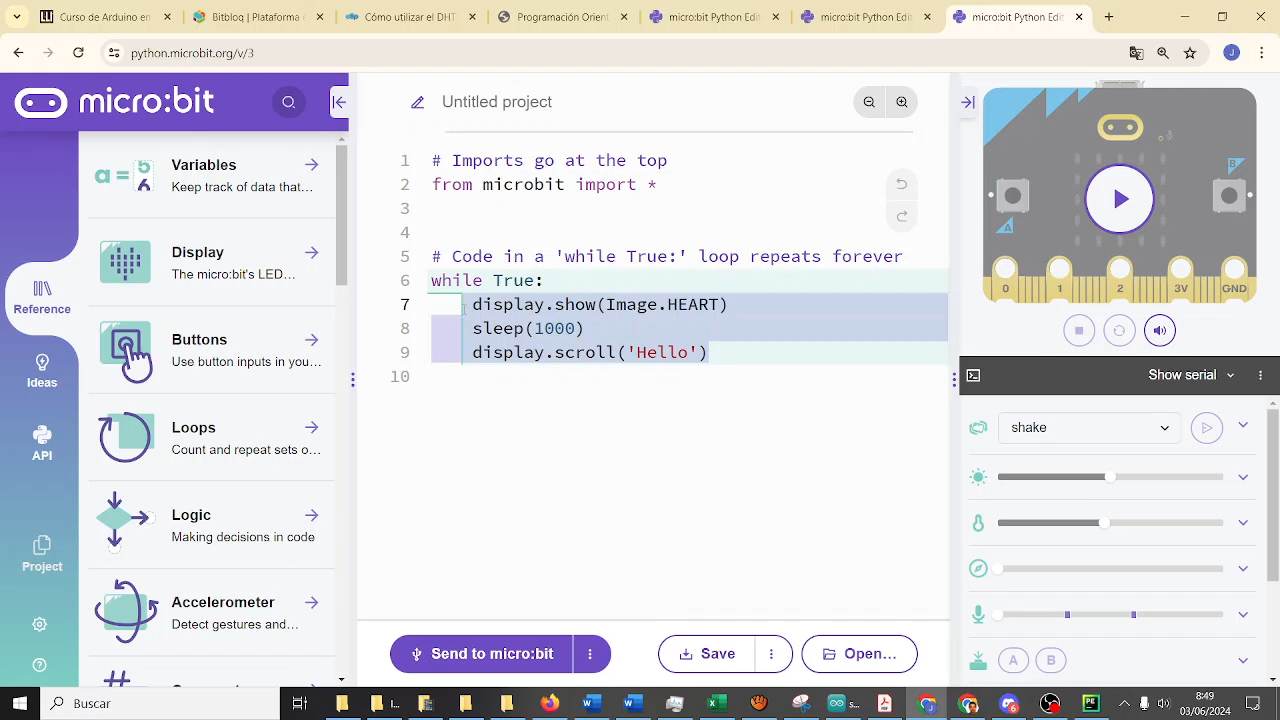 Curso de Arduino e
Bitbloq | Plataforma d
Cómo utilizar el DHT
Programación Orient
micro:bit Python Edi
micro:bit Python Edi
micro:bit Python Edi
python.microbit.org/v/3
J
micro:bit
Untitled project
Reference
Ideas
API
Project
Variables
Keep track of data that...
Display
The micro:bit's LED...
Buttons
Use button inputs in you...
Loops
Count and repeat sets o...
Logic
Making decisions in code
Accelerometer
Detect gestures and...
1 # Imports go at the top
2 from microbit import *
3
4
5 # Code in a 'while True:' loop repeats forever
6 while True:
7 display.show(Image.HEART)
8 sleep(1000)
9 display.scroll('Hello')
10
Send to micro:bit
Save
Open...
A
B
0 1 2 3V GND
Show serial
shake
A B
Buscar
8:49
03/06/2024